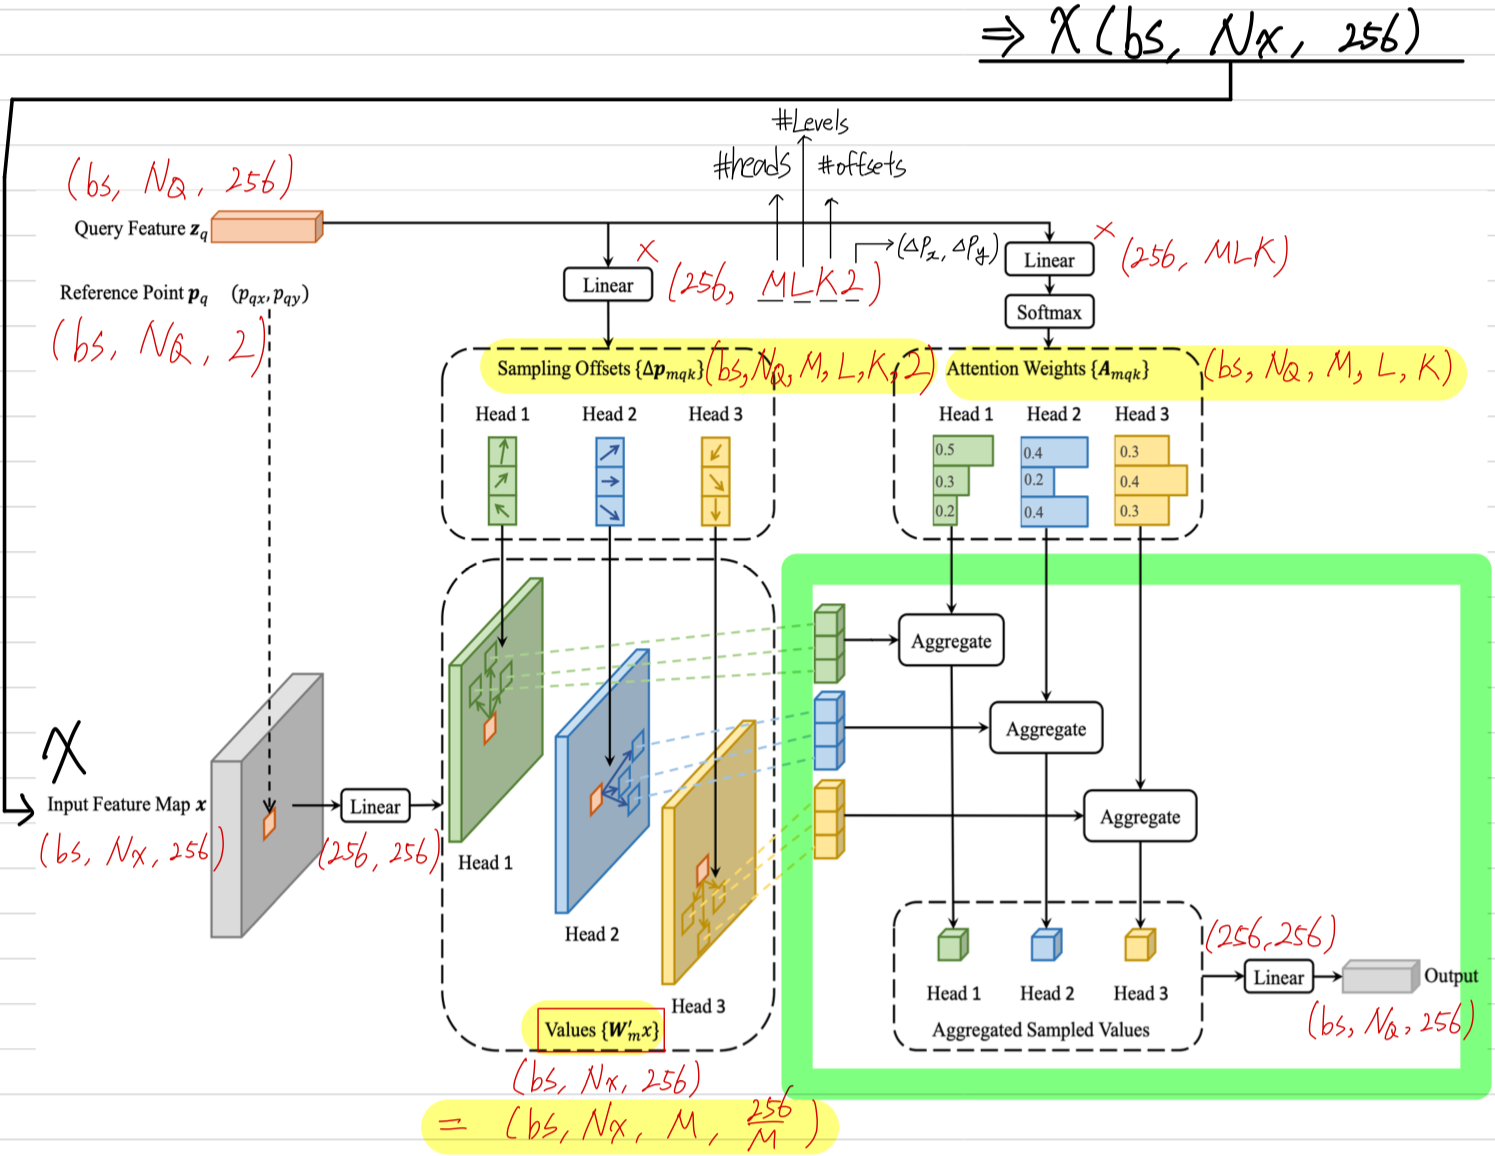 ⇒ X (bs, Nx, 256)
#Levels
#heads #offsets
(bs, NQ, 256)
Query Feature zq
(ΔPx, ΔPy)
×
Linear
(256, MLK)
×
Linear
(256, MLK2)
Reference Point pq (pqx, pqy)
Softmax
(bs, NQ, 2)
Sampling Offsets {Δpmqk} (bs, NQ, M, L, K, 2)
Attention Weights {Amqk} (bs, NQ, M, L, K)
Head 1 Head 2 Head 3
Head 1 Head 2 Head 3
0.5 0.4 0.3
0.3 0.2 0.4
0.2 0.4 0.3
Aggregate
Aggregate
Aggregate
X
Input Feature Map x
Linear
(bs, Nx, 256)
(256, 256)
Head 1
Head 2
Head 3
Values {W'mx}
(bs, Nx, 256)
= (bs, Nx, M, 256/M)
Head 1 Head 2 Head 3
Aggregated Sampled Values
(256, 256)
Linear
Output
(bs, NQ, 256)